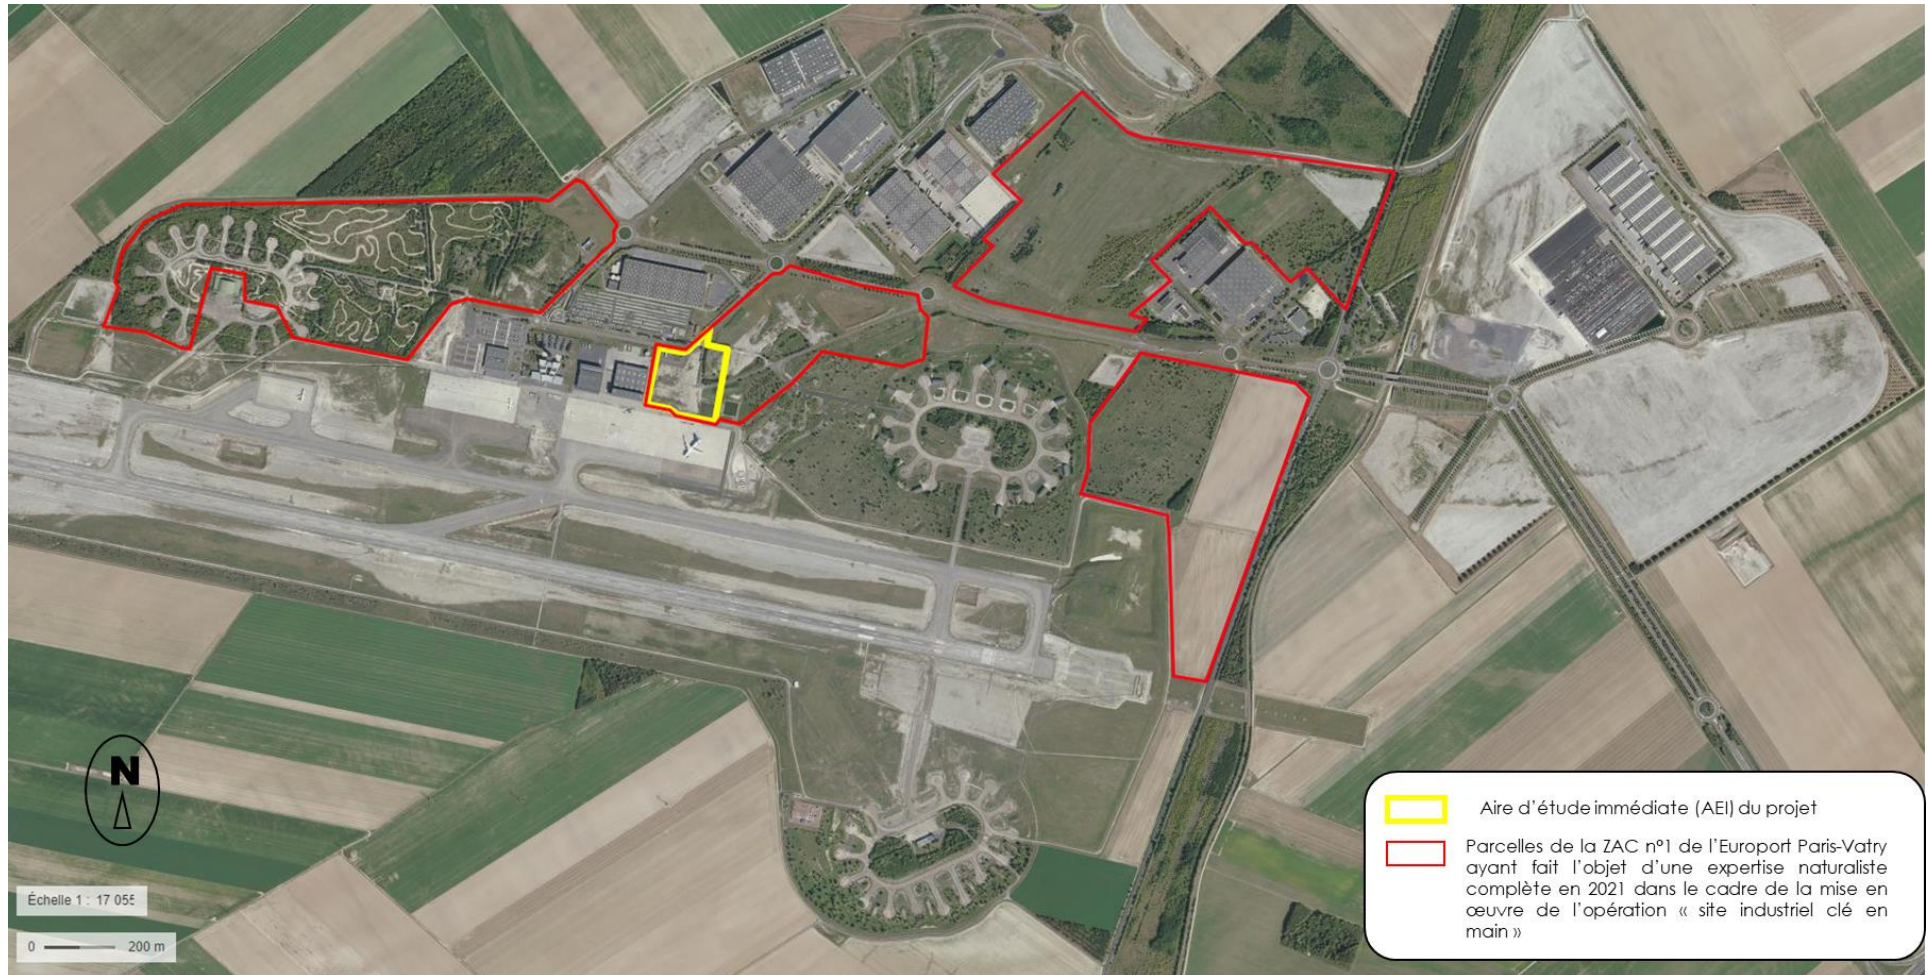 N
Échelle 1 : 17 055
0 200 m
Aire d’étude immédiate (AEI) du projet
Parcelles de la ZAC n°1 de l’Europort Paris-Vatry
ayant fait l’objet d’une expertise naturaliste
complète en 2021 dans le cadre de la mise en
œuvre de l’opération « site industriel clé en
main »